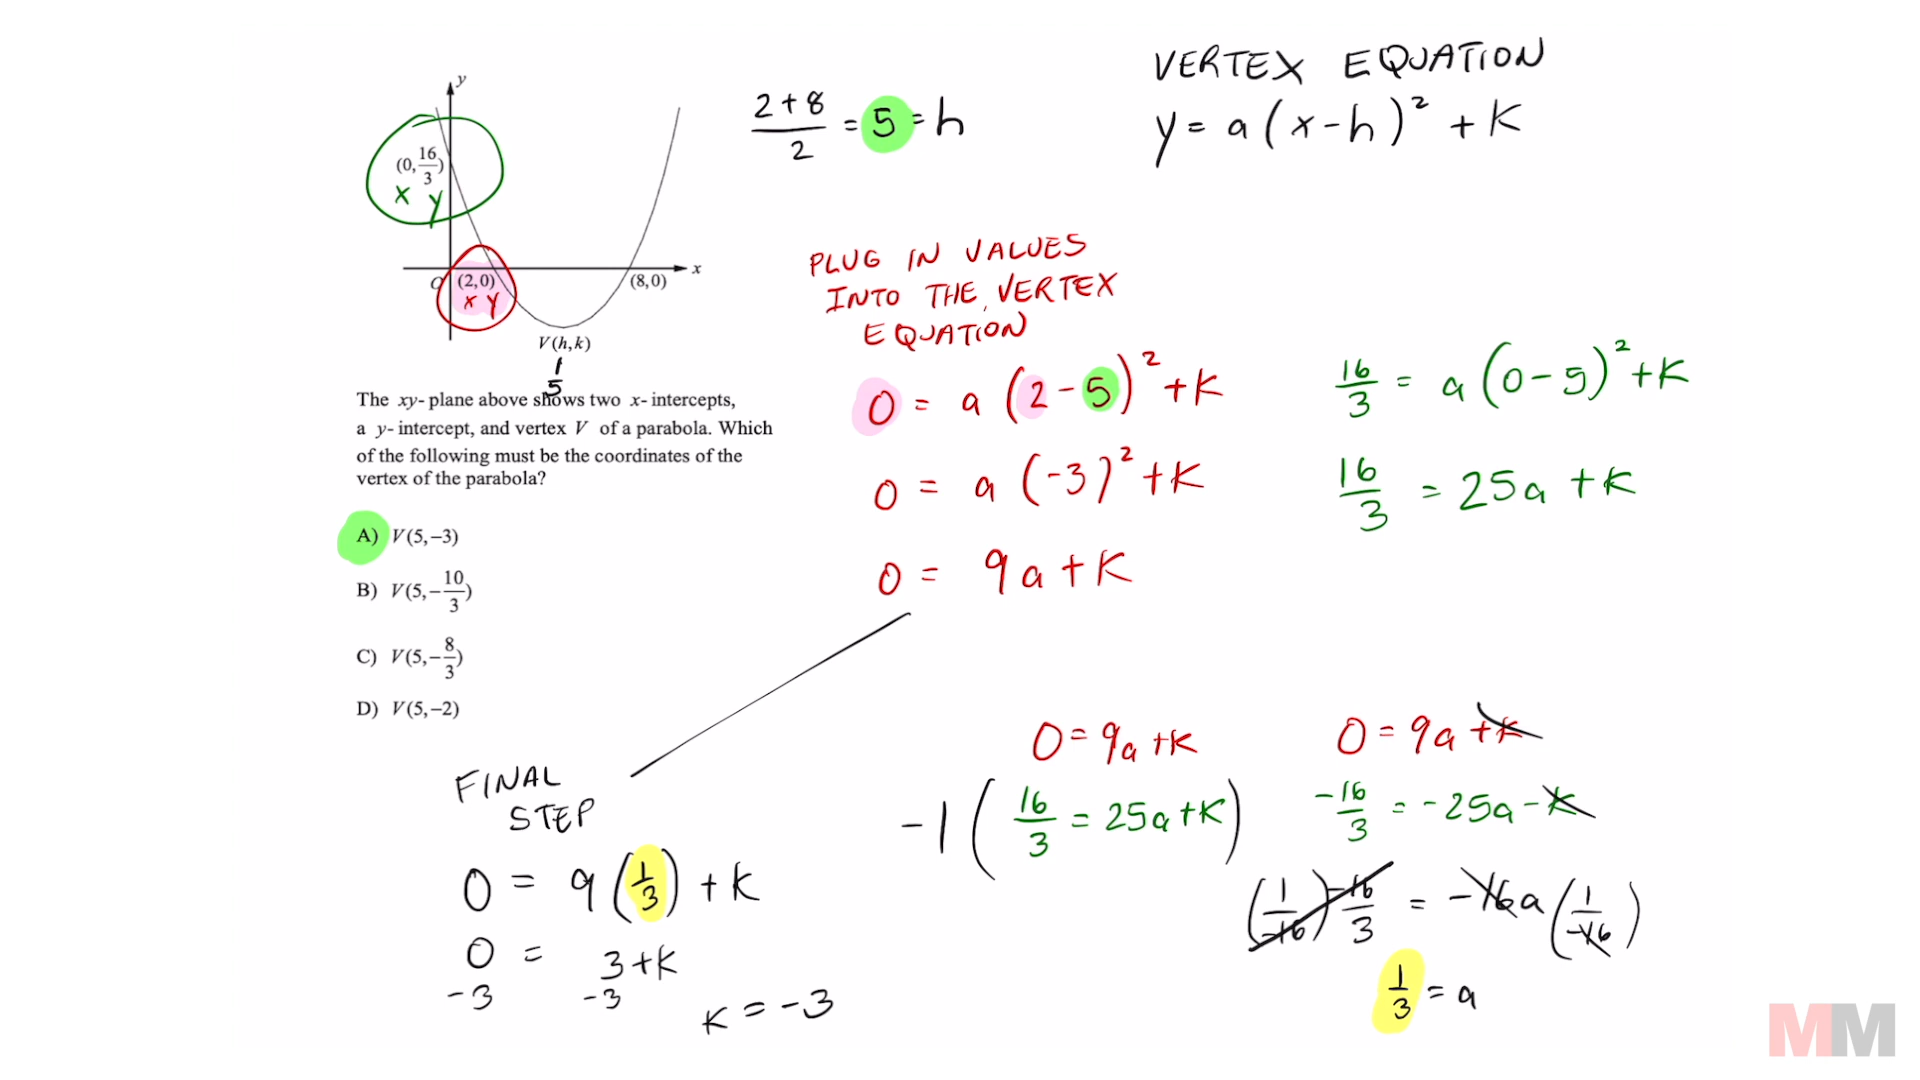 y
(0, 16/3)
x y
O
(2,0)
x y
(8,0)
x
V(h,k)
5
2+8/2 = 5 = h
VERTEX EQUATION
y = a(x-h)² + K
PLUG IN VALUES
INTO THE VERTEX
EQUATION
0 = a(2-5)² + K
0 = a(-3)² + K
0 = 9a + K
16/3 = a(0-5)² + K
16/3 = 25a + K
The xy- plane above shows two x- intercepts,
a y- intercept, and vertex V of a parabola. Which
of the following must be the coordinates of the
vertex of the parabola?
A) V(5,–3)
B) V(5,–10/3)
C) V(5,–8/3)
D) V(5,–2)
0 = 9a + K
-1(16/3 = 25a + K)
0 = 9a + K
-16/3 = -25a - K
(1/-16) -16/3 = -16a (1/-16)
1/3 = a
FINAL
STEP
0 = 9(1/3) + K
0 = 3 + K
-3 -3
K = -3
MM